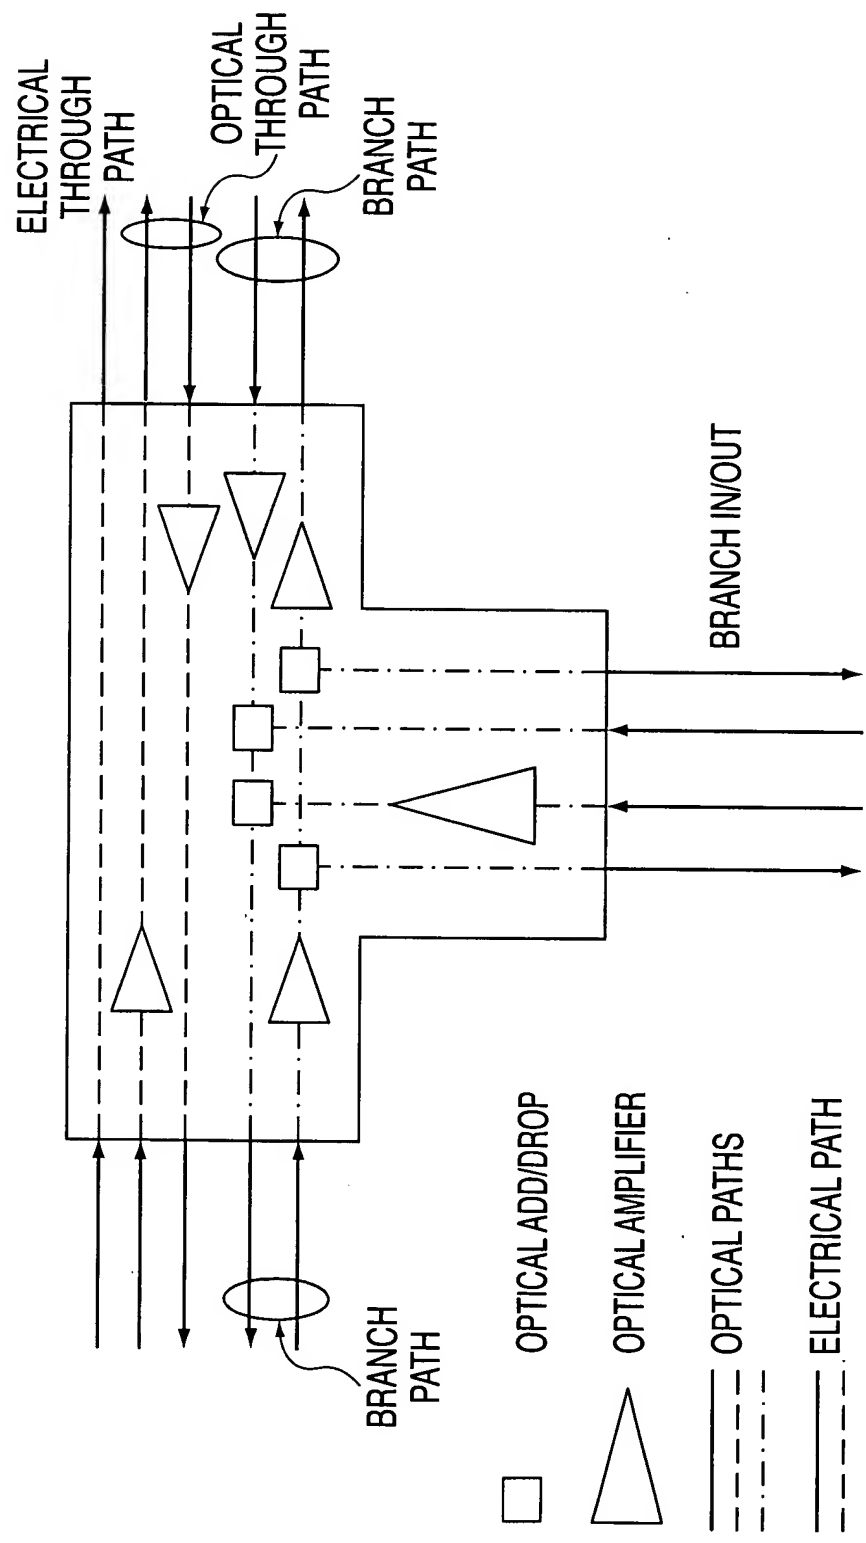 ELECTRICAL
THROUGH
PATH
OPTICAL
THROUGH
PATH
BRANCH
PATH
BRANCH IN/OUT
BRANCH
PATH
OPTICAL ADD/DROP
OPTICAL AMPLIFIER
OPTICAL PATHS
ELECTRICAL PATH